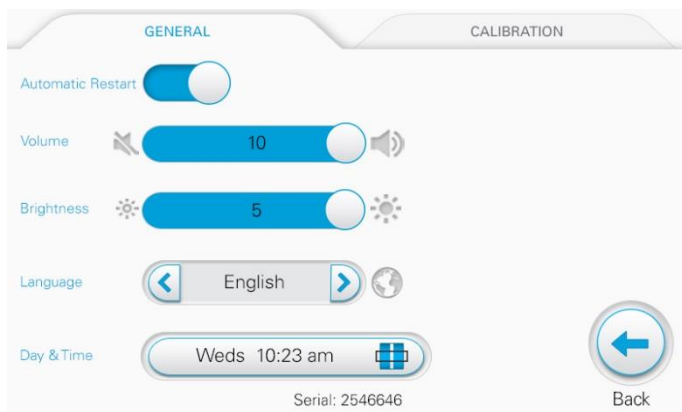 GENERAL
CALIBRATION
Automatic Restart
Volume
10
Brightness
5
Language
English
Day & Time
Weds 10:23 am
Serial: 2546646
Back